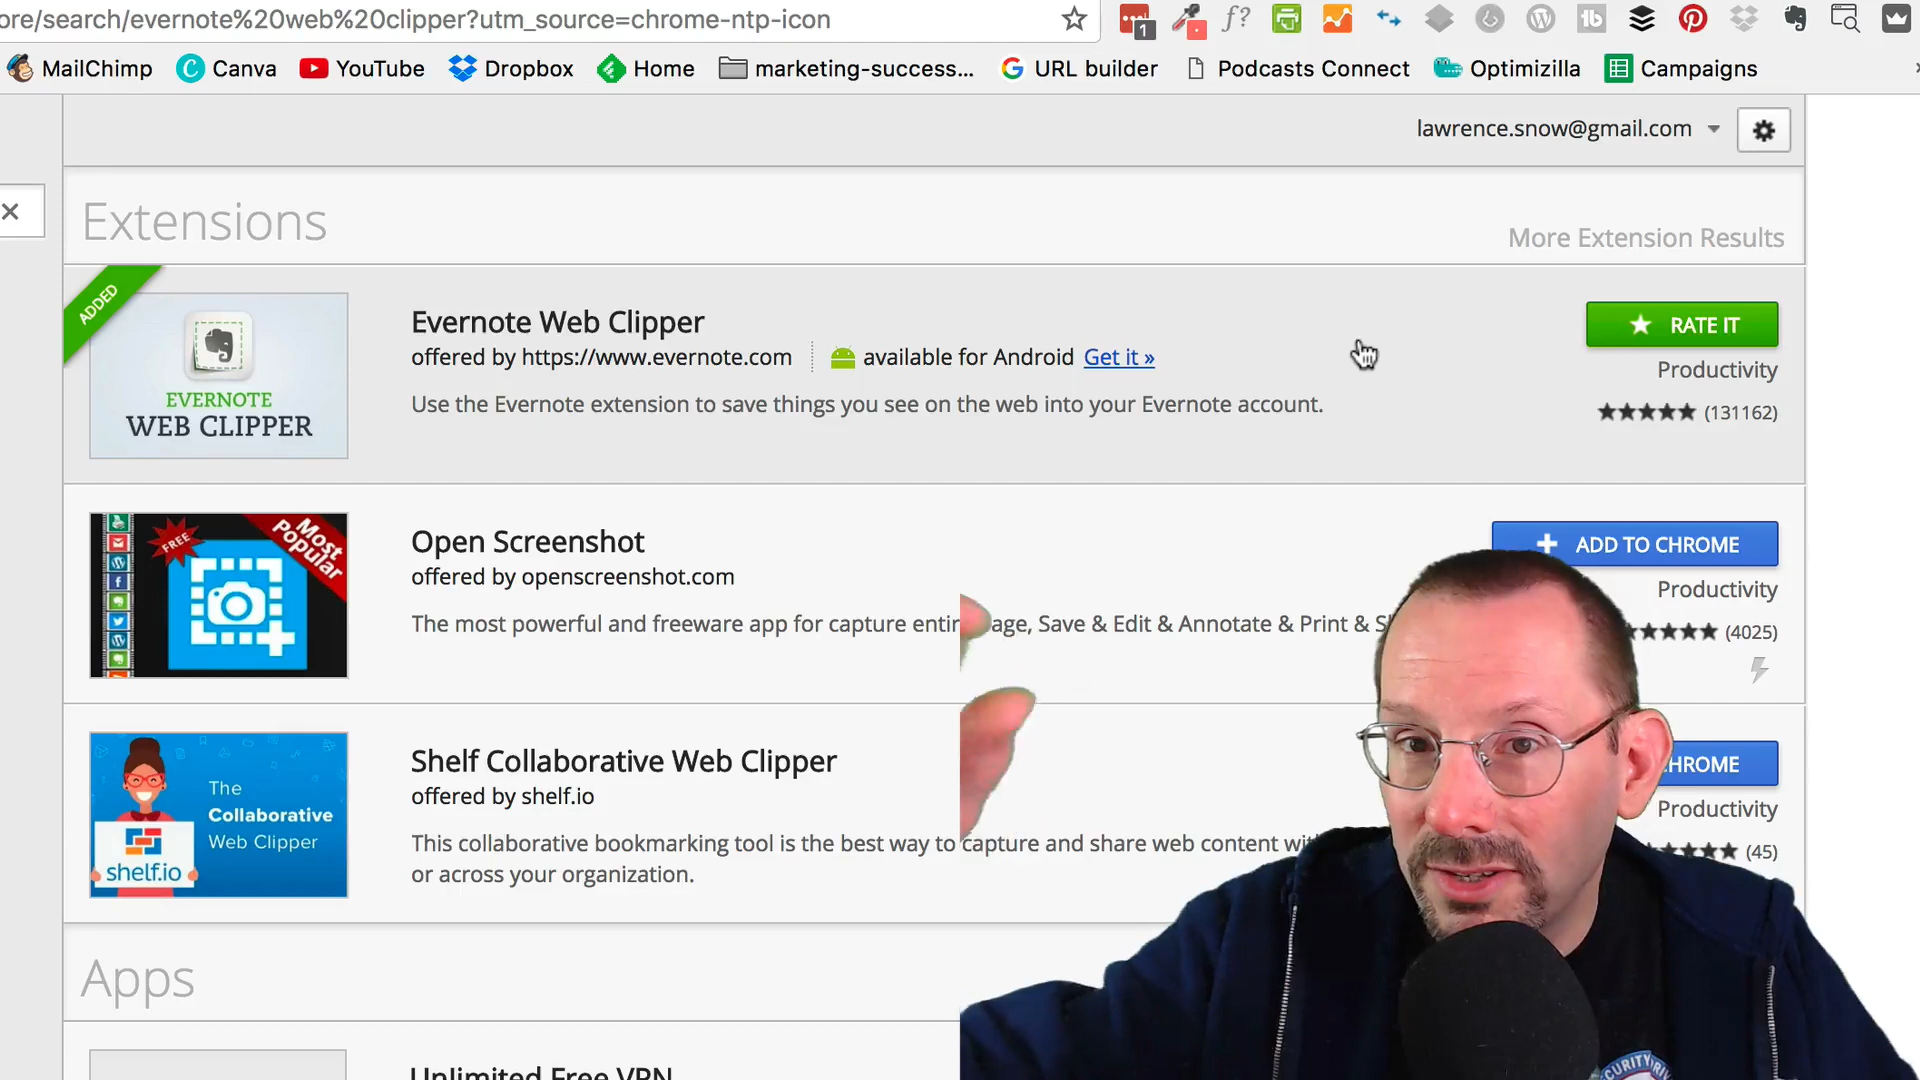 ore/search/evernote%20web%20clipper?utm_source=chrome-ntp-icon
1
f?
MailChimp
Canva
YouTube
Dropbox
Home
marketing-success...
URL builder
Podcasts Connect
Optimizilla
Campaigns
lawrence.snow@gmail.com
Extensions
More Extension Results
ADDED
EVERNOTE
WEB CLIPPER
Evernote Web Clipper
offered by https://www.evernote.com
available for Android Get it »
Use the Evernote extension to save things you see on the web into your Evernote account.
RATE IT
Productivity
(131162)
FREE
Most
Popular
Open Screenshot
offered by openscreenshot.com
The most powerful and freeware app for capture entir age, Save & Edit & Annotate & Print & S
ADD TO CHROME
Productivity
(4025)
The
Collaborative
Web Clipper
shelf.io
Shelf Collaborative Web Clipper
offered by shelf.io
This collaborative bookmarking tool is the best way to capture and share web content wi
or across your organization.
CHROME
Productivity
(45)
Apps
Unlimited Free VPN